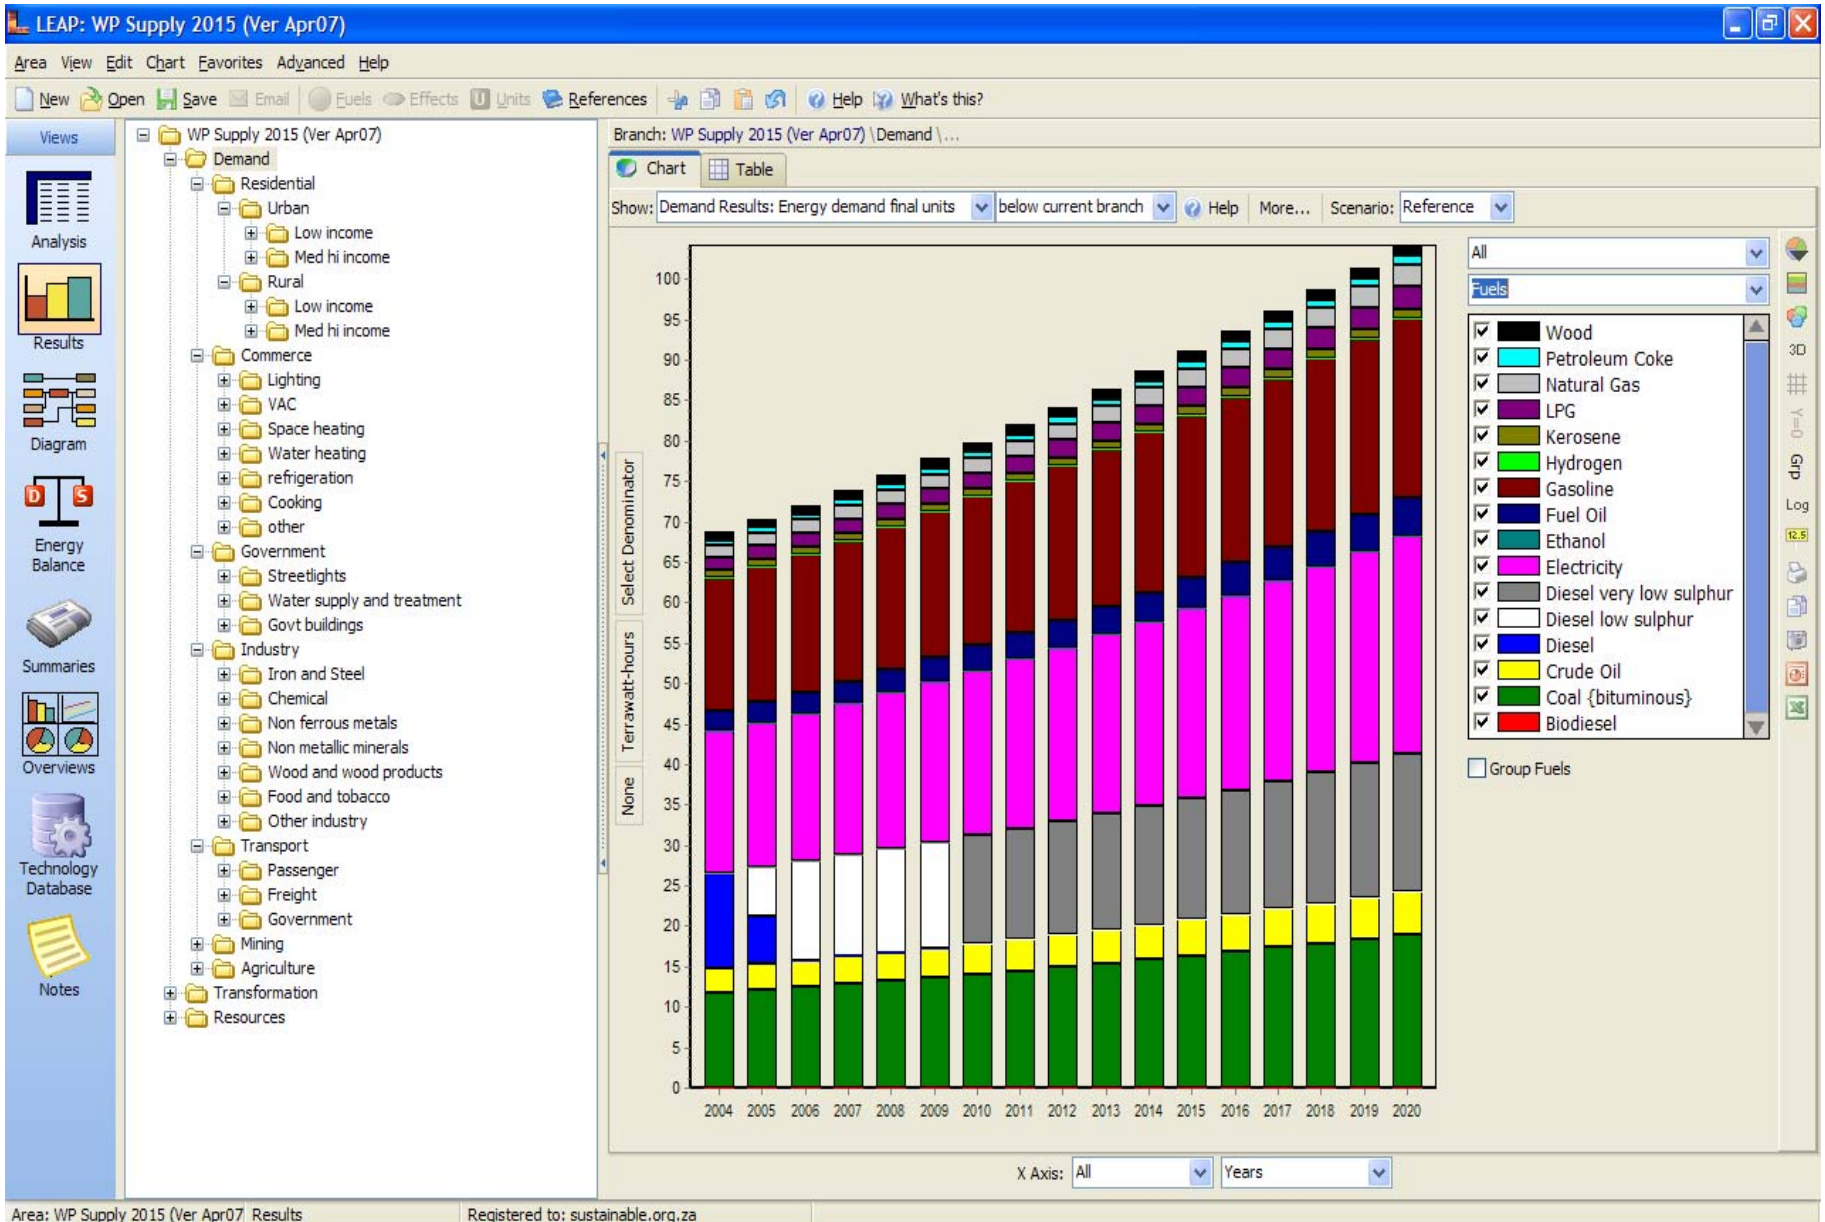 LEAP: WP Supply 2015 (Ver Apr07)
Area View Edit Chart Favorites Advanced Help
New Open Save Email Fuels Effects Units References Help What's this?
Views
Analysis
Results
Diagram
Energy
Balance
Summaries
Overviews
Technology
Database
Notes
WP Supply 2015 (Ver Apr07)
Demand
Residential
Urban
Low income
Med hi income
Rural
Low income
Med hi income
Commerce
Lighting
VAC
Space heating
Water heating
refrigeration
Cooking
other
Government
Streetlights
Water supply and treatment
Govt buildings
Industry
Iron and Steel
Chemical
Non ferrous metals
Non metallic minerals
Wood and wood products
Food and tobacco
Other industry
Transport
Passenger
Freight
Government
Mining
Agriculture
Transformation
Resources
Branch: WP Supply 2015 (Ver Apr07) \Demand \...
Chart Table
Show: Demand Results: Energy demand final units below current branch Help More... Scenario: Reference
Select Denominator
Terrawatt-hours
None
100
95
90
85
80
75
70
65
60
55
50
45
40
35
30
25
20
15
10
5
0
2004 2005 2006 2007 2008 2009 2010 2011 2012 2013 2014 2015 2016 2017 2018 2019 2020
All
Fuels
Wood
Petroleum Coke
Natural Gas
LPG
Kerosene
Hydrogen
Gasoline
Fuel Oil
Ethanol
Electricity
Diesel very low sulphur
Diesel low sulphur
Diesel
Crude Oil
Coal {bituminous}
Biodiesel
Group Fuels
3D
Y=0
Grp
Log
12.5
X Axis: All Years
Area: WP Supply 2015 (Ver Apr07 Results Registered to: sustainable.org.za